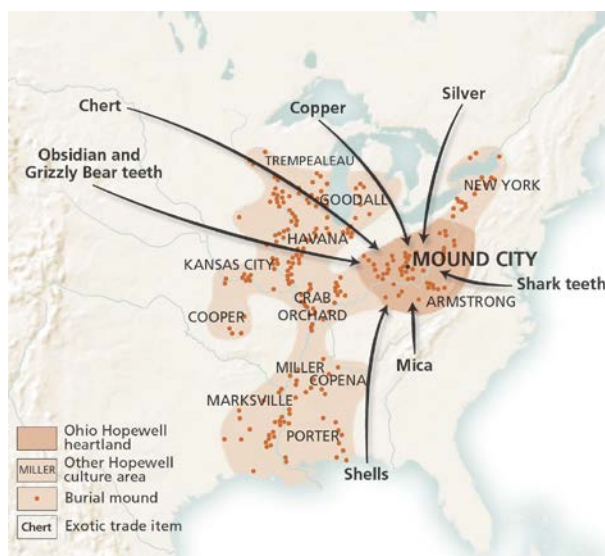 Chert
Copper
Silver
Obsidian and
Grizzly Bear teeth
TREMPEALEAU
GOODALL
NEW YORK
HAVANA
MOUND CITY
KANSAS CITY
Shark teeth
CRAB
ORCHARD
ARMSTRONG
COOPER
Mica
MILLER
COPENA
MARKSVILLE
PORTER
Shells
Ohio Hopewell
heartland
MILLER
Other Hopewell
culture area
Burial mound
Chert
Exotic trade item